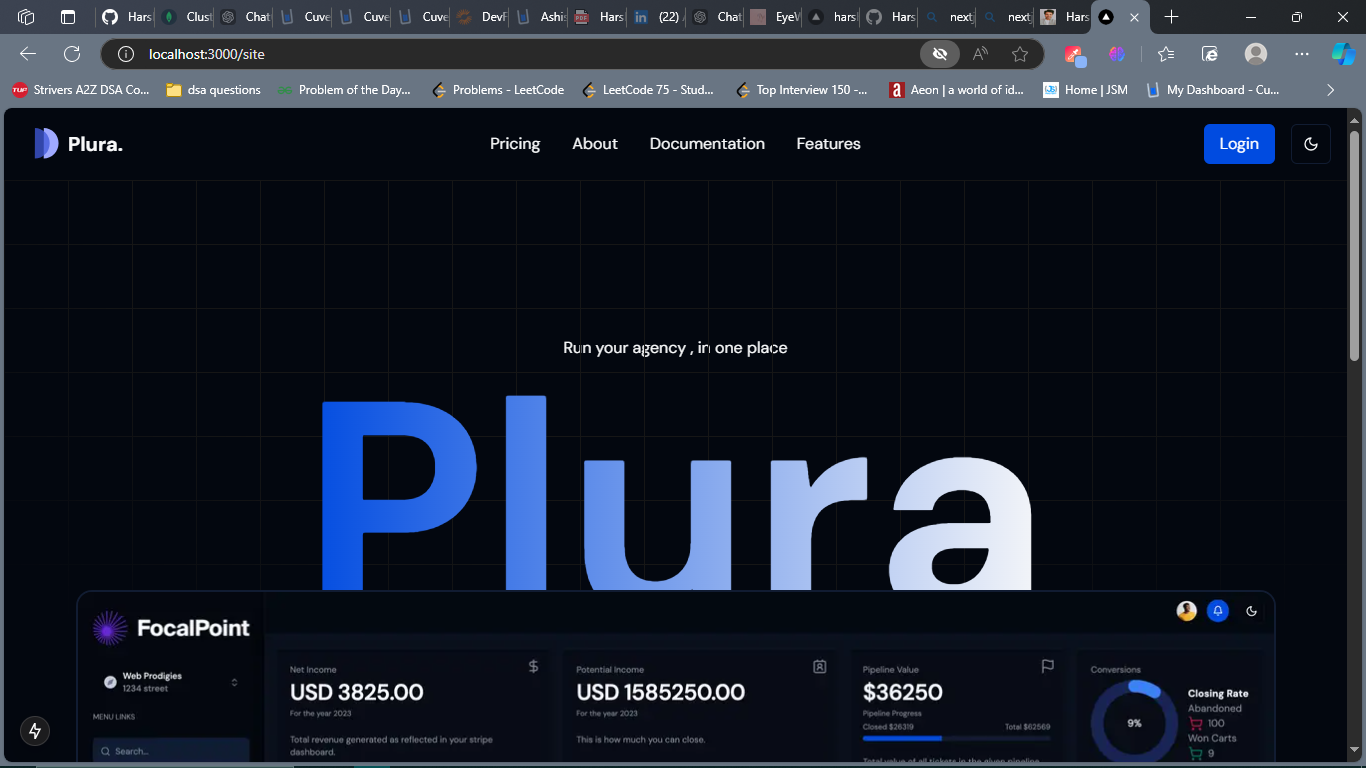 Hars
Clust
Chat
Cuve
Cuve
Cuve
DevF
Ashi
Hars
(22)
Chat
EyeV
hars
Hars
next
next
Hars
localhost:3000/site
Strivers A2Z DSA Co...
dsa questions
Problem of the Day...
Problems - LeetCode
LeetCode 75 - Stud...
Top Interview 150 -...
Aeon | a world of id...
Home | JSM
My Dashboard - Cu...
Plura.
Pricing
About
Documentation
Features
Login
Run your agency , in one place
Plura
FocalPoint
Web Prodigies
1234 street
MENU LINKS
Search...
Net Income
USD 3825.00
For the year 2023
Total revenue generated as reflected in your stripe
dashboard.
Potential Income
USD 1585250.00
For the year 2023
This is how much you can close.
Pipeline Value
$36250
Pipeline Progress
Closed $26319
Total $62569
Total value of all tickets in the given pipeline
Conversions
9%
Closing Rate
Abandoned
100
Won Carts
9